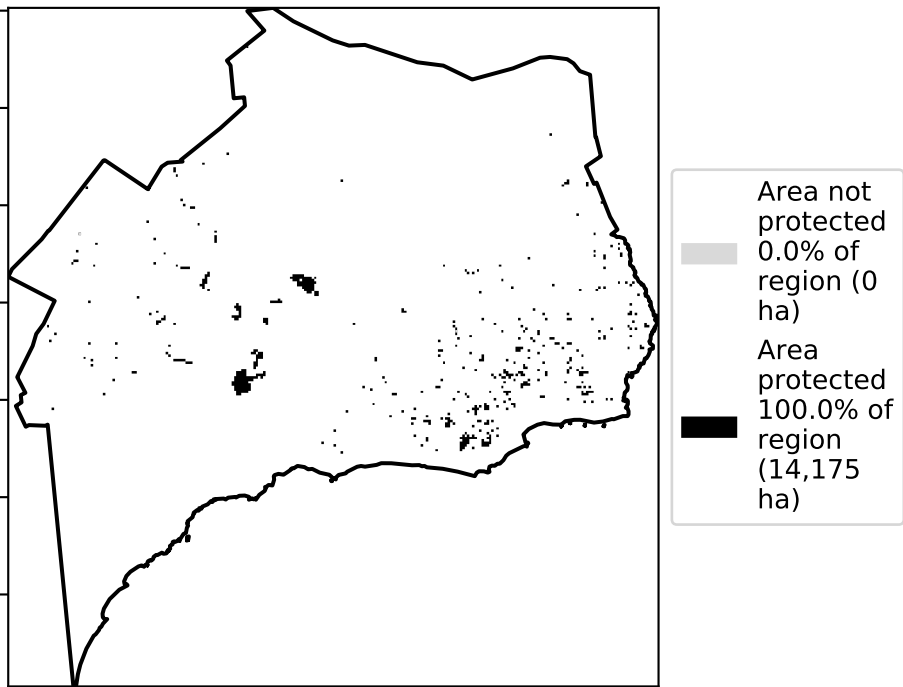 Area not
protected
0.0% of
region (0
ha)
Area
protected
100.0% of
region
(14,175
ha)